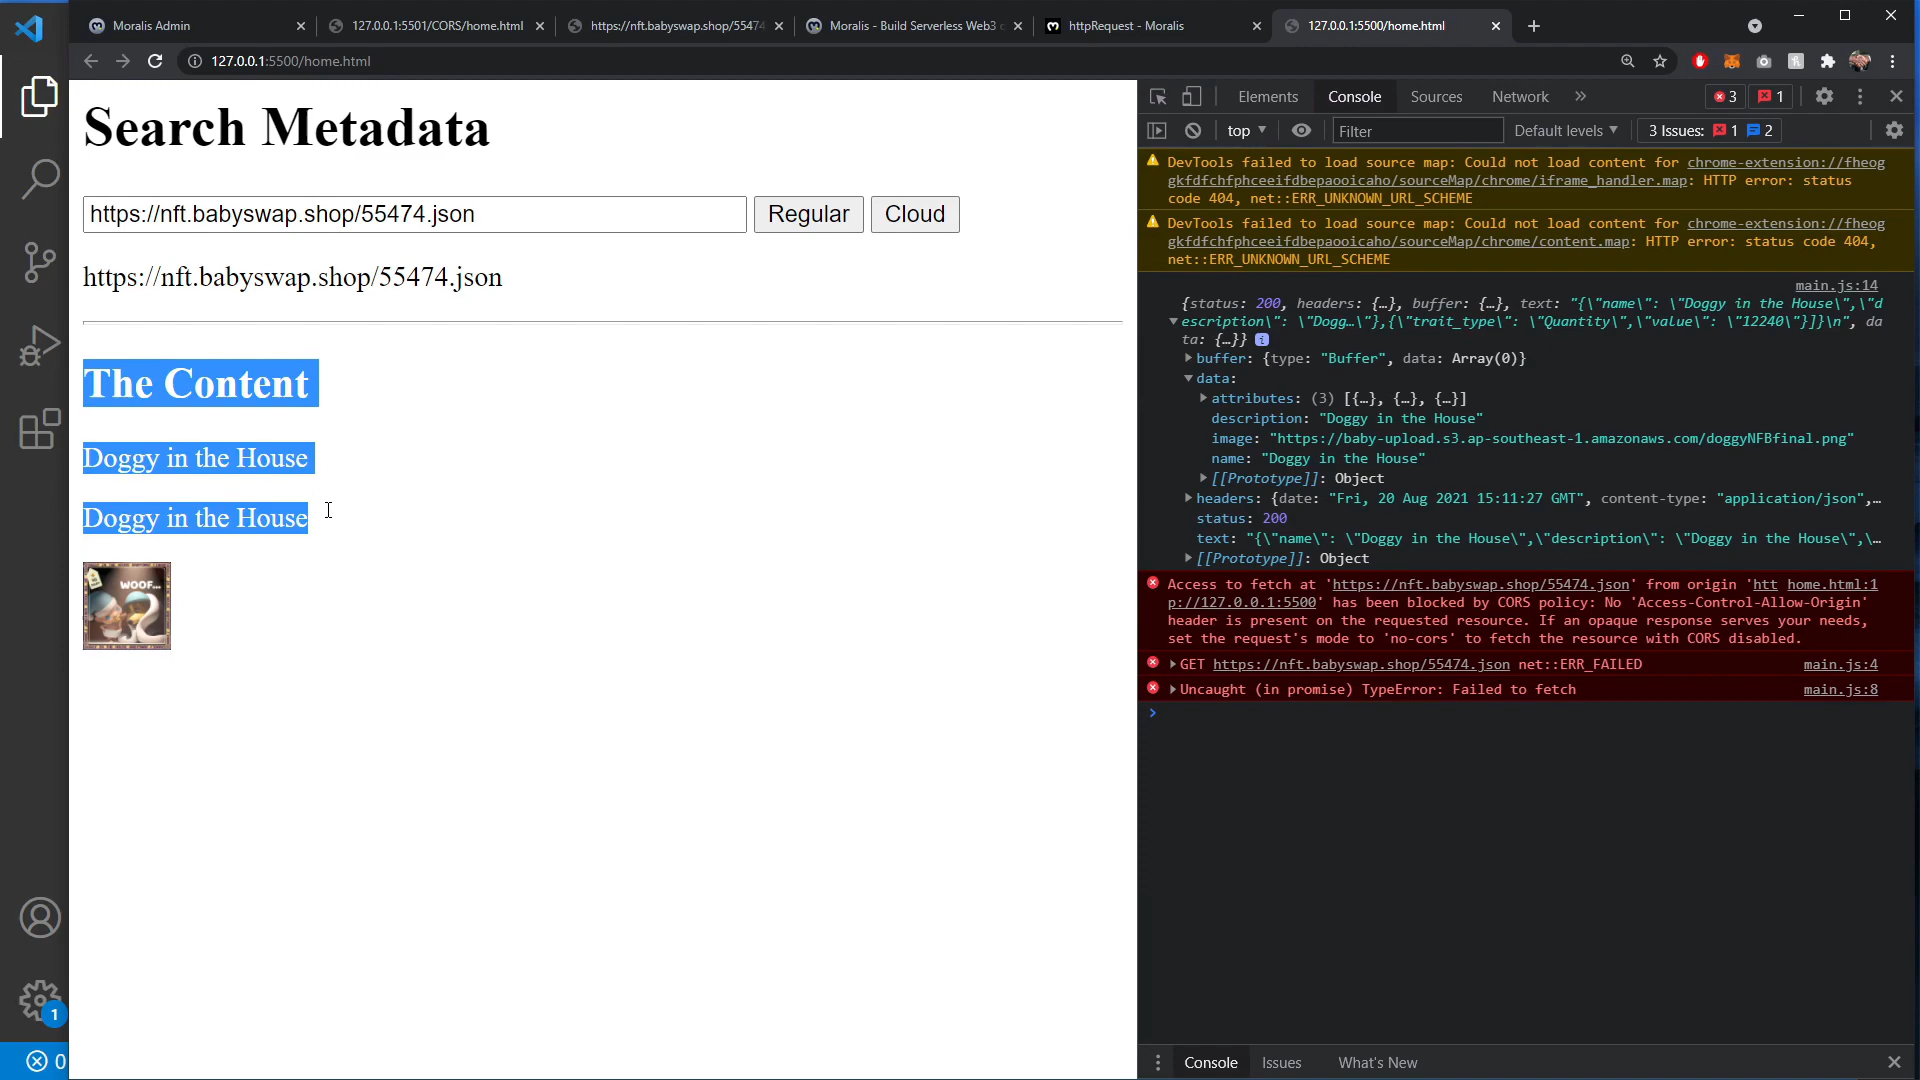 Moralis Admin
127.0.0.1:5501/CORS/home.html
https://nft.babyswap.shop/55474
Moralis - Build Serverless Web3
httpRequest - Moralis
127.0.0.1:5500/home.html
127.0.0.1:5500/home.html
Search Metadata
https://nft.babyswap.shop/55474.json
Regular
Cloud
https://nft.babyswap.shop/55474.json
The Content
Doggy in the House
Doggy in the House
WOOF...
1
0
Elements
Console
Sources
Network
3
1
top
Filter
Default levels
3 Issues: 1 2
DevTools failed to load source map: Could not load content for chrome-extension://fheog
gkfdfchfphceeifdbepaooicaho/sourceMap/chrome/iframe_handler.map: HTTP error: status
code 404, net::ERR_UNKNOWN_URL_SCHEME
DevTools failed to load source map: Could not load content for chrome-extension://fheog
gkfdfchfphceeifdbepaooicaho/sourceMap/chrome/content.map: HTTP error: status code 404,
net::ERR_UNKNOWN_URL_SCHEME
main.js:14
{status: 200, headers: {…}, buffer: {…}, text: "{\"name\": \"Doggy in the House\",\"d
escription\": \"Dogg…\"},{\"trait_type\": \"Quantity\",\"value\": \"12240\"}]}\n", da
ta: {…}} i
buffer: {type: "Buffer", data: Array(0)}
data:
attributes: (3) [{…}, {…}, {…}]
description: "Doggy in the House"
image: "https://baby-upload.s3.ap-southeast-1.amazonaws.com/doggyNFBfinal.png"
name: "Doggy in the House"
[[Prototype]]: Object
headers: {date: "Fri, 20 Aug 2021 15:11:27 GMT", content-type: "application/json",…
status: 200
text: "{\"name\": \"Doggy in the House\",\"description\": \"Doggy in the House\",\…
[[Prototype]]: Object
Access to fetch at 'https://nft.babyswap.shop/55474.json' from origin 'htt home.html:1
p://127.0.0.1:5500' has been blocked by CORS policy: No 'Access-Control-Allow-Origin'
header is present on the requested resource. If an opaque response serves your needs,
set the request's mode to 'no-cors' to fetch the resource with CORS disabled.
GET https://nft.babyswap.shop/55474.json net::ERR_FAILED main.js:4
Uncaught (in promise) TypeError: Failed to fetch main.js:8
Console
Issues
What's New